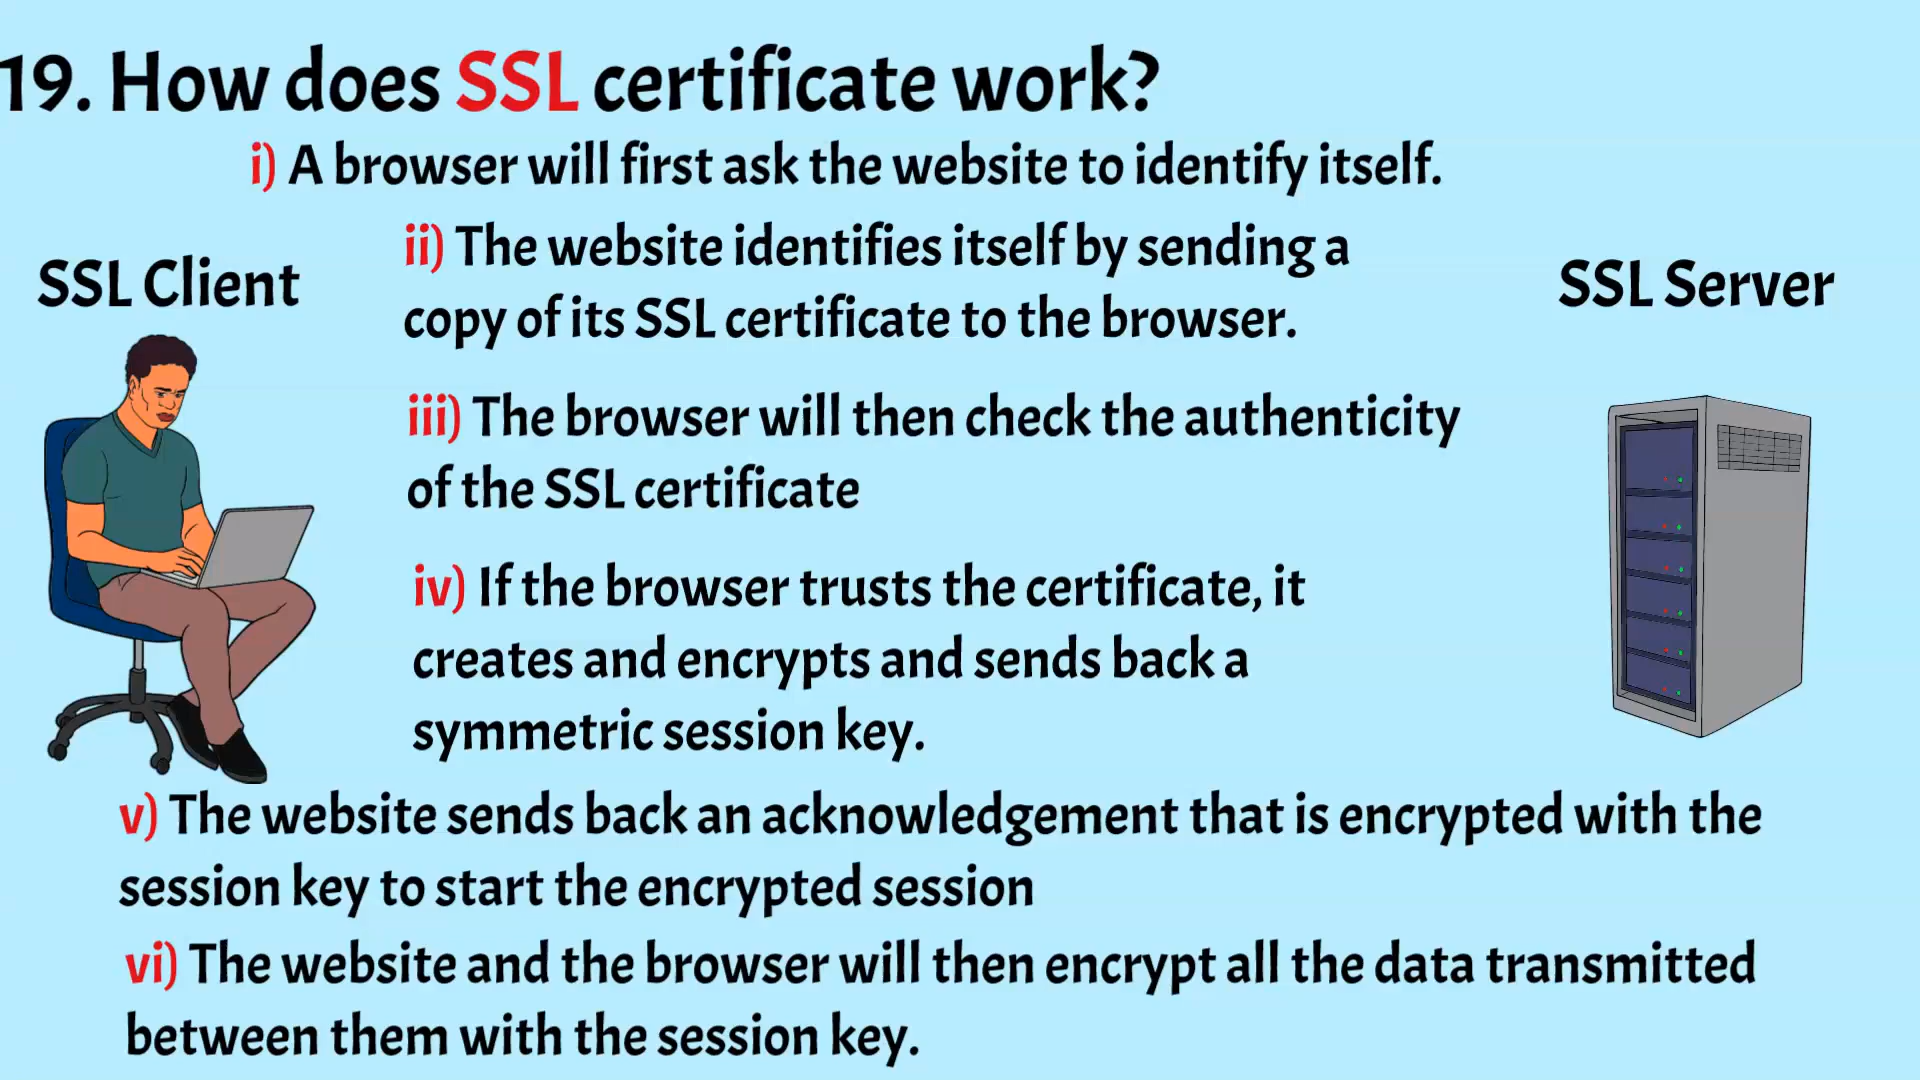 19. How does SSL certificate work?
i) A browser will first ask the website to identify itself.
ii) The website identifies itself by sending a
copy of its SSL certificate to the browser.
SSL Client
SSL Server
iii) The browser will then check the authenticity
of the SSL certificate
iv) If the browser trusts the certificate, it
creates and encrypts and sends back a
symmetric session key.
v) The website sends back an acknowledgement that is encrypted with the
session key to start the encrypted session
vi) The website and the browser will then encrypt all the data transmitted
between them with the session key.